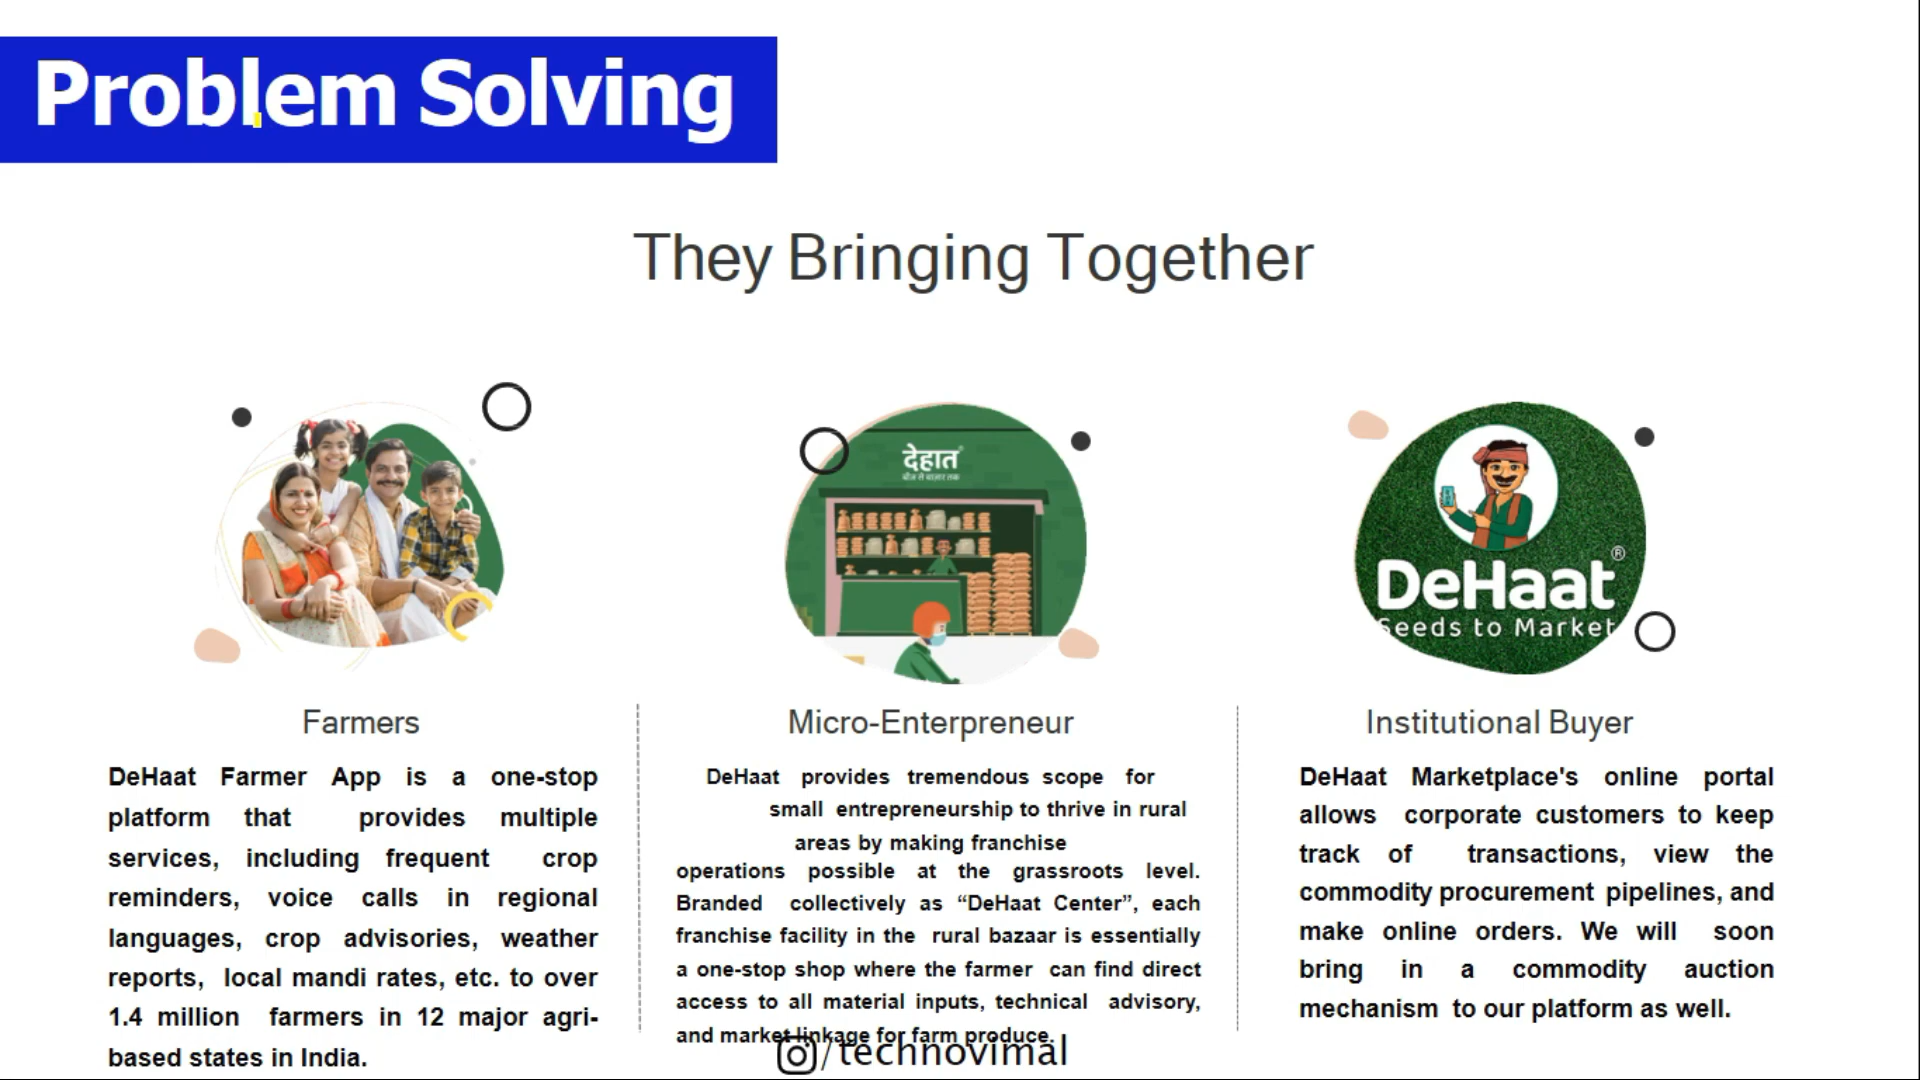 Problem Solving
They Bringing Together
देहात
बीज से बाज़ार तक
DeHaat®
Seeds to Market
Farmers
DeHaat Farmer App is a one-stop
platform that provides multiple
services, including frequent crop
reminders, voice calls in regional
languages, crop advisories, weather
reports, local mandi rates, etc. to over
1.4 million farmers in 12 major agri-
based states in India.
Micro-Enterpreneur
DeHaat provides tremendous scope for
small entrepreneurship to thrive in rural
areas by making franchise
operations possible at the grassroots level.
Branded collectively as “DeHaat Center”, each
franchise facility in the rural bazaar is essentially
a one-stop shop where the farmer can find direct
access to all material inputs, technical advisory,
and market linkage for farm produce.
Institutional Buyer
DeHaat Marketplace's online portal
allows corporate customers to keep
track of transactions, view the
commodity procurement pipelines, and
make online orders. We will soon
bring in a commodity auction
mechanism to our platform as well.
/technovimal